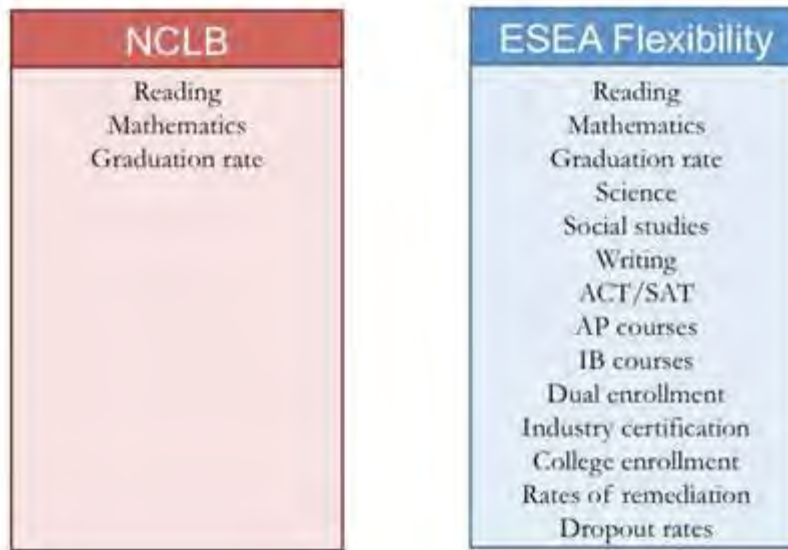 NCLB
Reading
Mathematics
Graduation rate
ESEA Flexibility
Reading
Mathematics
Graduation rate
Science
Social studies
Writing
ACT/SAT
AP courses
IB courses
Dual enrollment
Industry certification
College enrollment
Rates of remediation
Dropout rates